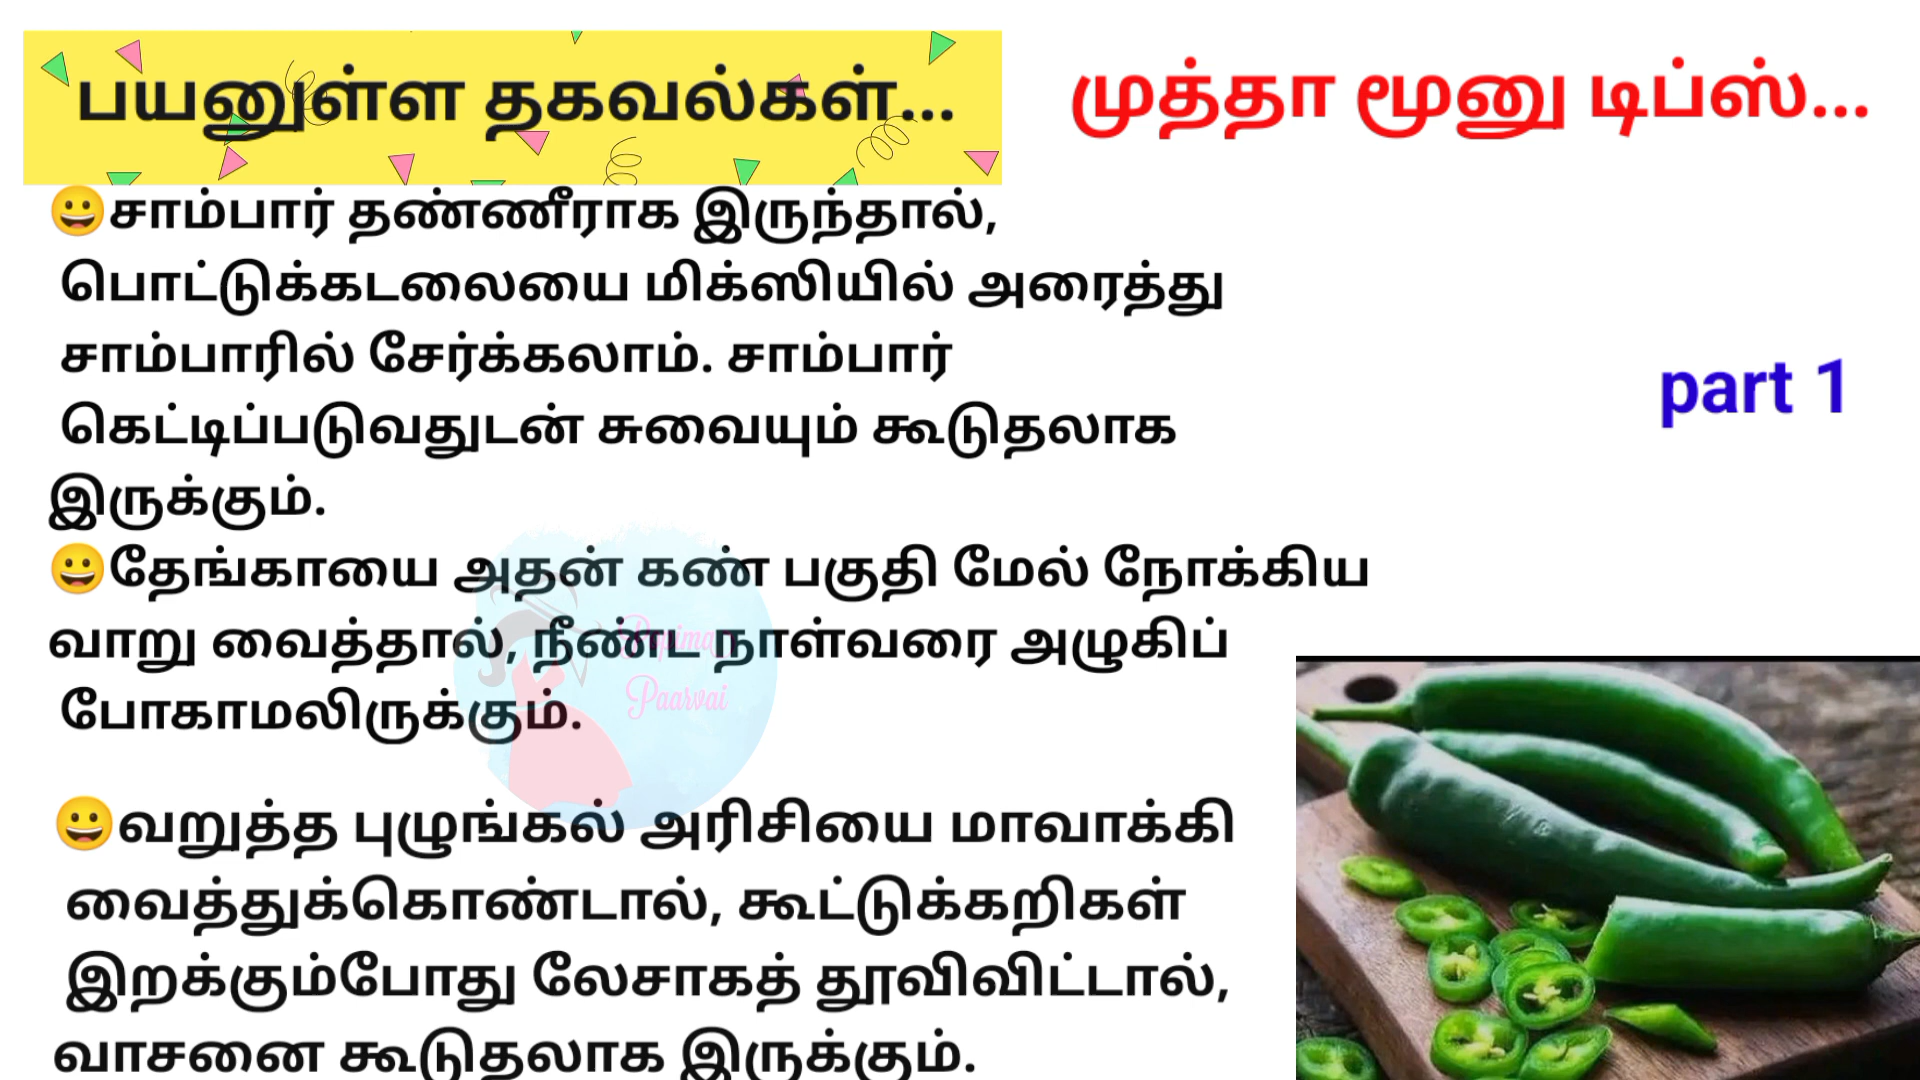 பயனுள்ள தகவல்கள்...
முத்தா மூனு டிப்ஸ்...
😀சாம்பார் தண்ணீராக இருந்தால்,
பொட்டுக்கடலையை மிக்ஸியில் அரைத்து
சாம்பாரில் சேர்க்கலாம். சாம்பார்
கெட்டிப்படுவதுடன் சுவையும் கூடுதலாக
இருக்கும்.
part 1
😀தேங்காயை அதன் கண் பகுதி மேல் நோக்கிய
வாறு வைத்தால், நீண்ட நாள்வரை அழுகிப்
போகாமலிருக்கும்.
Paarvai
😀வறுத்த புழுங்கல் அரிசியை மாவாக்கி
வைத்துக்கொண்டால், கூட்டுக்கறிகள்
இறக்கும்போது லேசாகத் தூவிவிட்டால்,
வாசனை கூடுதலாக இருக்கும்.